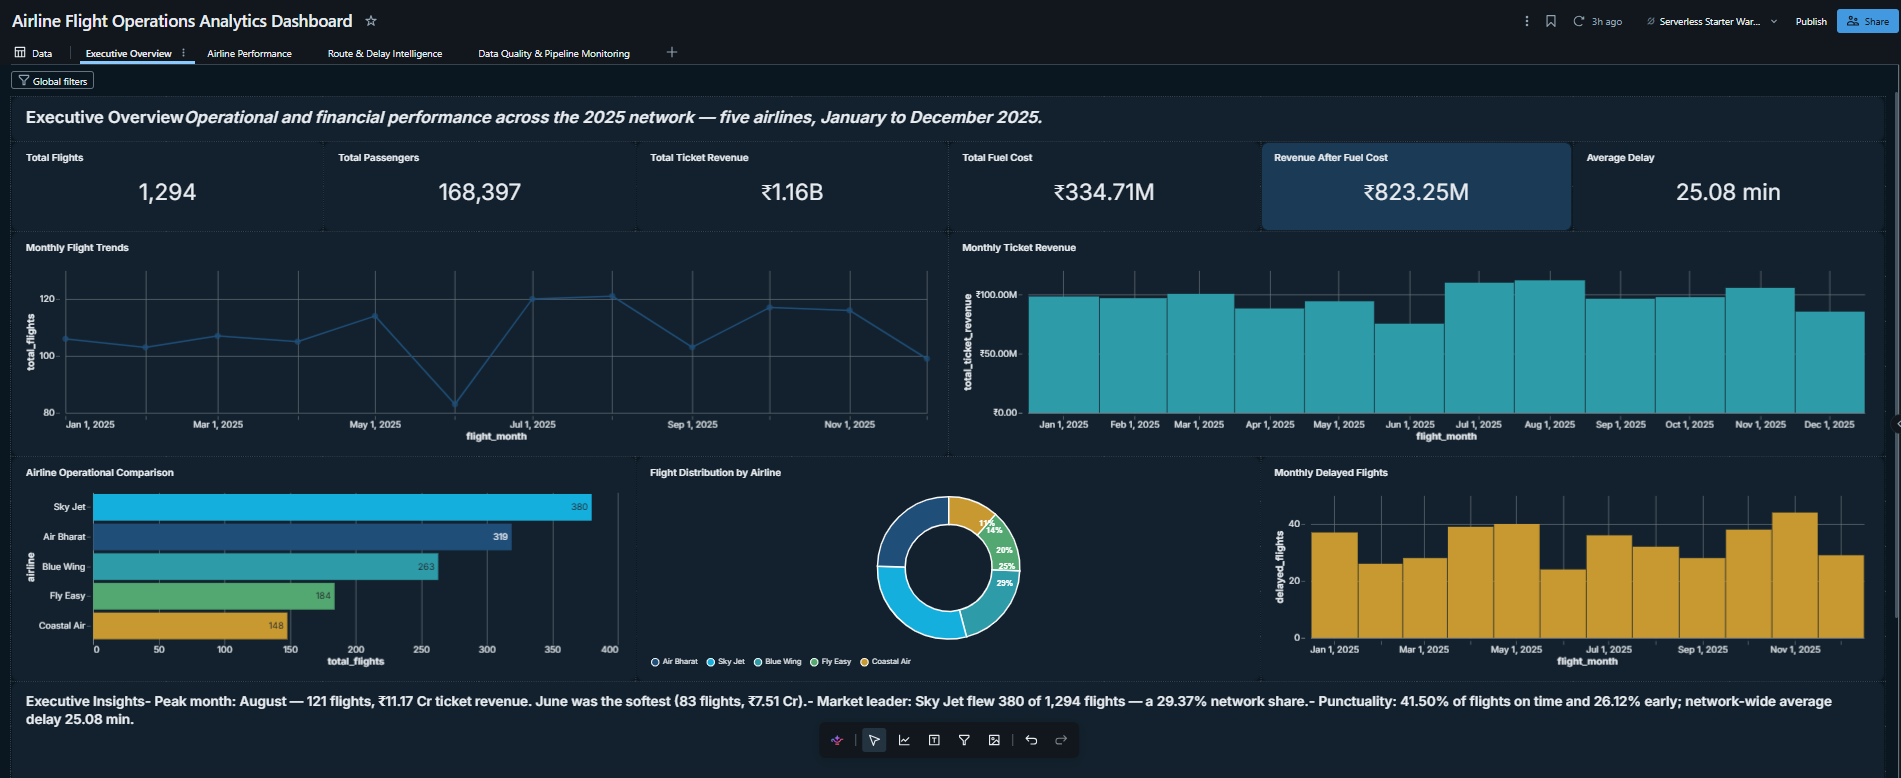 Airline Flight Operations Analytics Dashboard
3h ago
Serverless Starter War...
Publish
Share
Data
Executive Overview
Airline Performance
Route & Delay Intelligence
Data Quality & Pipeline Monitoring
Global filters
Executive OverviewOperational and financial performance across the 2025 network — five airlines, January to December 2025.
Total Flights
1,294
Total Passengers
168,397
Total Ticket Revenue
₹1.16B
Total Fuel Cost
₹334.71M
Revenue After Fuel Cost
₹823.25M
Average Delay
25.08 min
Monthly Flight Trends
total_flights
120
100
80
Jan 1, 2025 Mar 1, 2025 May 1, 2025 Jul 1, 2025 Sep 1, 2025 Nov 1, 2025
flight_month
Monthly Ticket Revenue
total_ticket_revenue
₹100.00M
₹50.00M
₹0.00
Jan 1, 2025 Feb 1, 2025 Mar 1, 2025 Apr 1, 2025 May 1, 2025 Jun 1, 2025 Jul 1, 2025 Aug 1, 2025 Sep 1, 2025 Oct 1, 2025 Nov 1, 2025 Dec 1, 2025
flight_month
Airline Operational Comparison
airline
Sky Jet 380
Air Bharat 319
Blue Wing 263
Fly Easy 184
Coastal Air 148
0 50 100 150 200 250 300 350 400
total_flights
Flight Distribution by Airline
11%
14%
20%
25%
29%
Air Bharat Sky Jet Blue Wing Fly Easy Coastal Air
Monthly Delayed Flights
delayed_flights
40
20
0
Jan 1, 2025 Mar 1, 2025 May 1, 2025 Jul 1, 2025 Sep 1, 2025 Nov 1, 2025
flight_month
Executive Insights- Peak month: August — 121 flights, ₹11.17 Cr ticket revenue. June was the softest (83 flights, ₹7.51 Cr).- Market leader: Sky Jet flew 380 of 1,294 flights — a 29.37% network share.- Punctuality: 41.50% of flights on time and 26.12% early; network-wide average
delay 25.08 min.